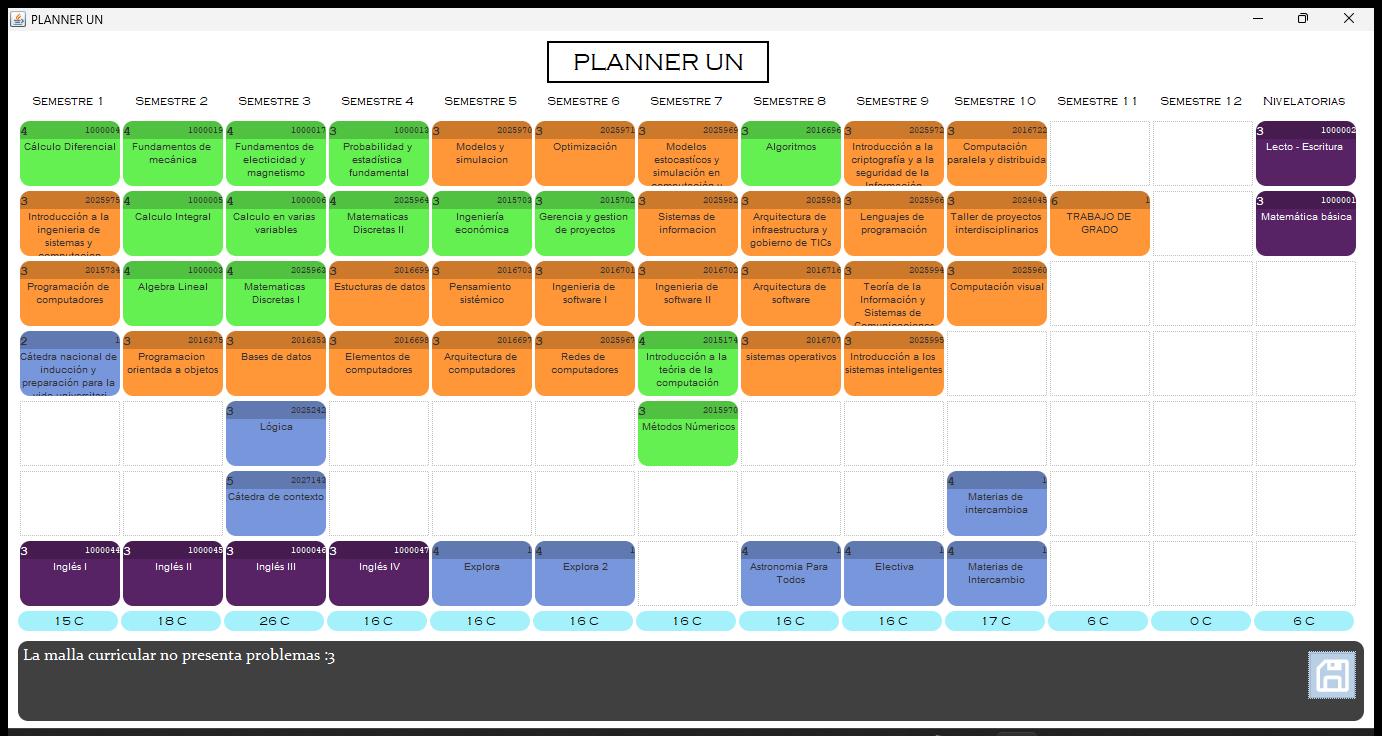 PLANNER UN
PLANNER UN
Semestre 1 Semestre 2 Semestre 3 Semestre 4 Semestre 5 Semestre 6 Semestre 7 Semestre 8 Semestre 9 Semestre 10 Semestre 11 Semestre 12 Nivelatorias
4 1000004
Cálculo Diferencial
4 1000019
Fundamentos de
mecánica
4 1000017
Fundamentos de
electicidad y
magnetismo
3 1000013
Probabilidad y
estadística
fundamental
3 2025970
Modelos y
simulacion
3 2025971
Optimización
3 2025969
Modelos
estocastícos y
simulación en
computación y
3 2016696
Algoritmos
3 2025972
Introducción a la
criptografía y a la
seguridad de la
Información
3 2016722
Computación
paralela y distribuida
3 1000002
Lecto - Escritura
3 2025975
Introducción a la
ingenieria de
sistemas y
computacion
4 1000005
Calculo Integral
4 1000006
Calculo en varias
variables
4 2025964
Matematicas
Discretas II
3 2015703
Ingeniería
económica
3 2015702
Gerencia y gestion
de proyectos
3 2025982
Sistemas de
informacion
3 2025983
Arquitectura de
infraestructura y
gobierno de TICs
3 2025966
Lenguajes de
programación
3 2024045
Taller de proyectos
interdisciplinarios
6 1
TRABAJO DE
GRADO
3 1000001
Matemática básica
3 2015734
Programación de
computadores
4 1000003
Algebra Lineal
4 2025963
Matematicas
Discretas I
3 2016699
Estucturas de datos
3 2016703
Pensamiento
sistémico
3 2016701
Ingenieria de
software I
3 2016702
Ingenieria de
software II
3 2016716
Arquitectura de
software
3 2025994
Teoría de la
Información y
Sistemas de
Comunicaciones
3 2025960
Computación visual
2 1
Cátedra nacional de
inducción y
preparación para la
vida universitari
3 2016375
Programacion
orientada a objetos
3 2016353
Bases de datos
3 2016698
Elementos de
computadores
3 2016697
Arquitectura de
computadores
3 2025967
Redes de
computadores
4 2015174
Introducción a la
teória de la
computación
3 2016707
sistemas operativos
3 2025995
Introducción a los
sistemas inteligentes
3 2025242
Lógica
3 2015970
Métodos Númericos
5 2027142
Cátedra de contexto
4 1
Materias de
intercambioa
3 1000044
Inglés I
3 1000045
Inglés II
3 1000046
Inglés III
3 1000047
Inglés IV
4 1
Explora
4 1
Explora 2
4 1
Astronomia Para
Todos
4 1
Electiva
4 1
Materias de
Intercambio
15 C 18 C 26 C 16 C 16 C 16 C 16 C 16 C 16 C 17 C 6 C 0 C 6 C
La malla curricular no presenta problemas :3